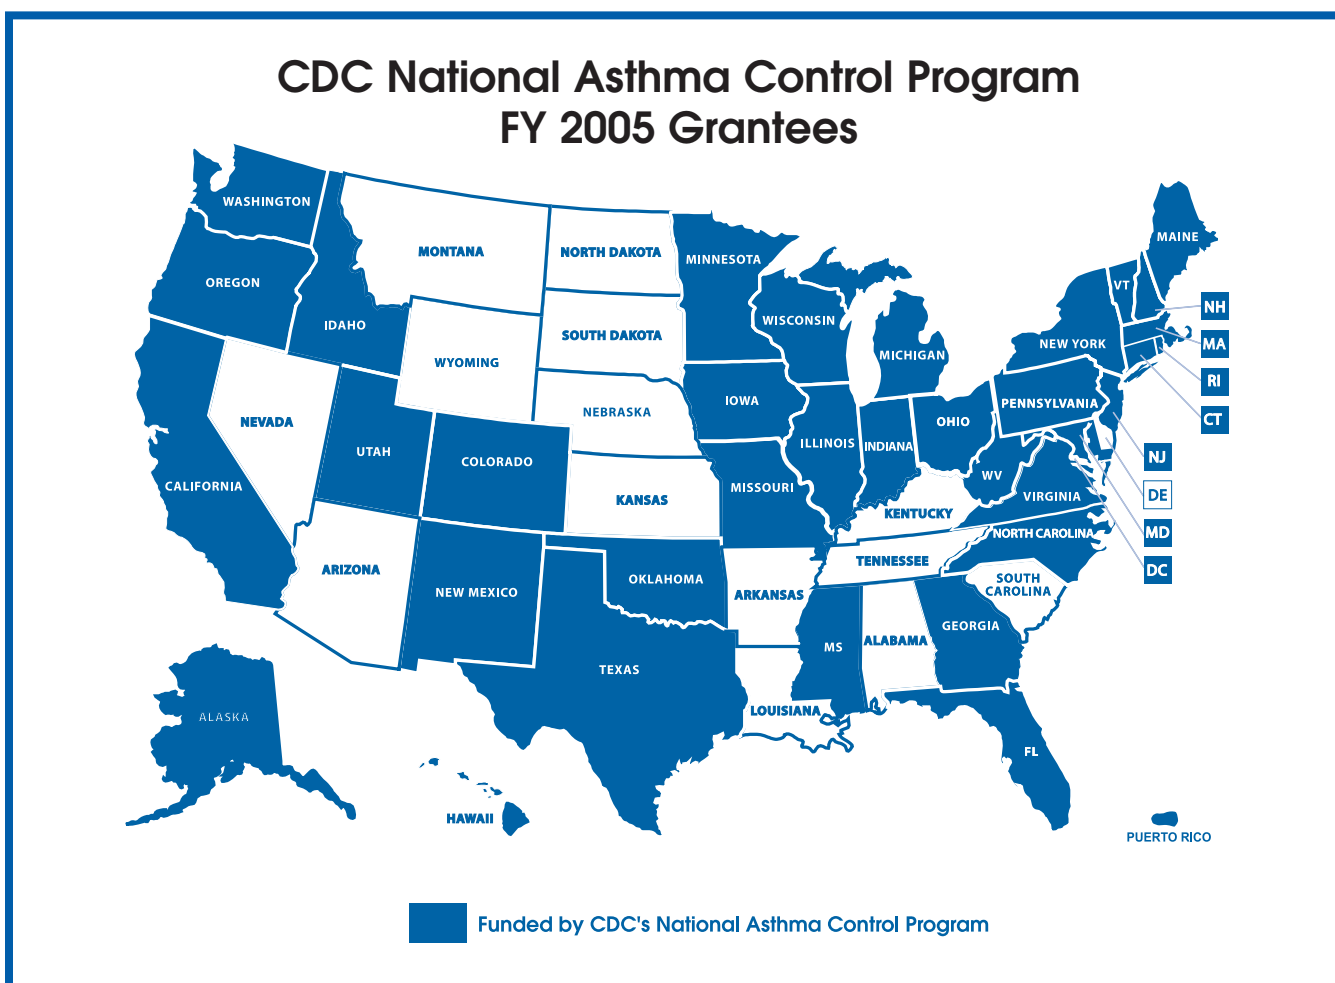 CDC National Asthma Control Program
FY 2005 Grantees
WASHINGTON
OREGON
IDAHO
MONTANA
NORTH DAKOTA
MINNESOTA
SOUTH DAKOTA
WYOMING
NEBRASKA
WISCONSIN
MICHIGAN
IOWA
NEVADA
UTAH
COLORADO
CALIFORNIA
KANSAS
MISSOURI
ILLINOIS
INDIANA
OHIO
PENNSYLVANIA
NEW YORK
VT
MAINE
NH
MA
RI
CT
NJ
DE
MD
DC
WV
VIRGINIA
KENTUCKY
NORTH CAROLINA
TENNESSEE
SOUTH
CAROLINA
ARIZONA
NEW MEXICO
OKLAHOMA
ARKANSAS
TEXAS
LOUISIANA
MS
ALABAMA
GEORGIA
FL
ALASKA
HAWAII
PUERTO RICO
Funded by CDC's National Asthma Control Program